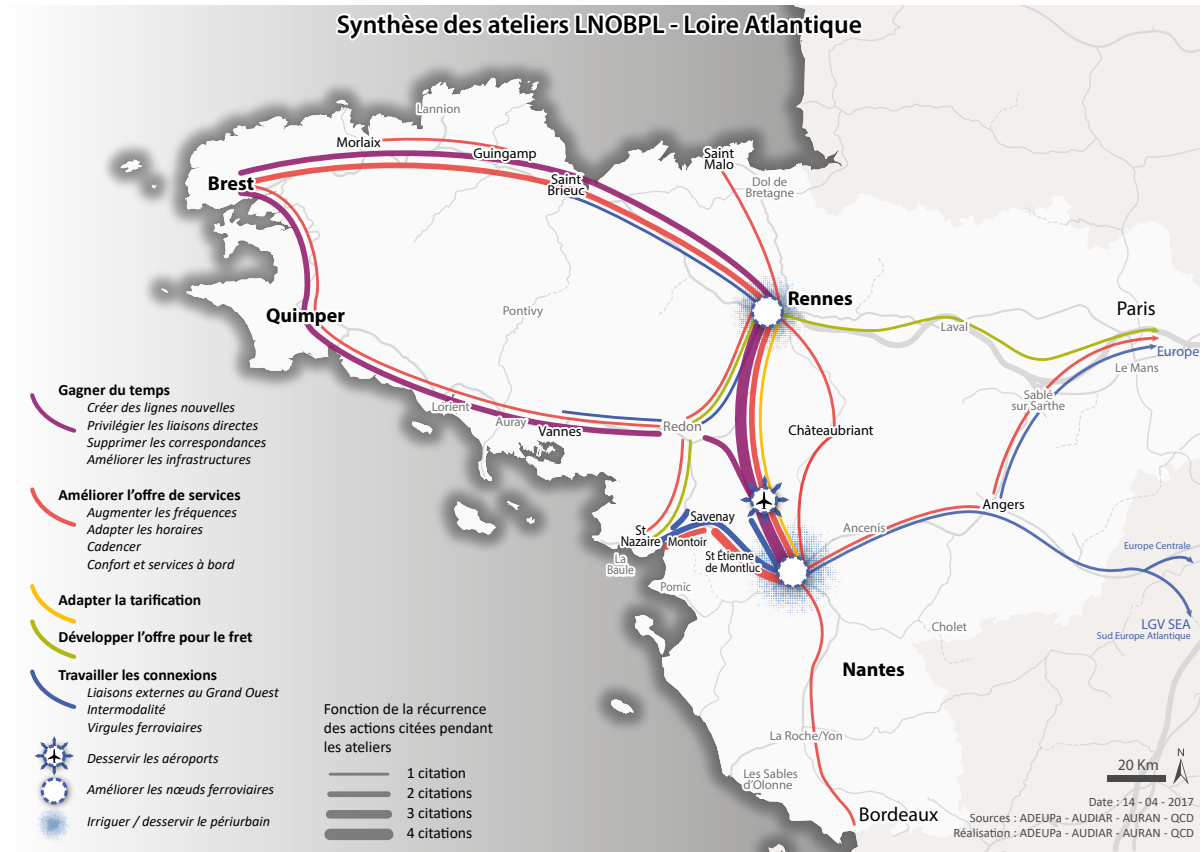 Synthèse des ateliers LNOBPL - Loire Atlantique
Lannion
Morlaix
Guingamp
Saint
Malo
Brest
Saint
Brieuc
Dol de
Bretagne
Rennes
Quimper
Pontivy
Paris
Laval
Europe
Le Mans
Sablé
sur Sarthe
Lorient
Auray
Vannes
Redon
Châteaubriant
Angers
Savenay
St
Nazaire
Montoir
Ancenis
La
Baule
St Étienne
de Montluc
Pornic
Europe Centrale
Cholet
LGV SEA
Sud Europe Atlantique
Nantes
La Roche/Yon
Les Sables
d'Olonne
Bordeaux
Gagner du temps
Créer des lignes nouvelles
Privilégier les liaisons directes
Supprimer les correspondances
Améliorer les infrastructures
Améliorer l'offre de services
Augmenter les fréquences
Adapter les horaires
Cadencer
Confort et services à bord
Adapter la tarification
Développer l'offre pour le fret
Travailler les connexions
Liaisons externes au Grand Ouest
Intermodalité
Virgules ferroviaires
Desservir les aéroports
Améliorer les nœuds ferroviaires
Irriguer / desservir le périurbain
Fonction de la récurrence
des actions citées pendant
les ateliers
1 citation
2 citations
3 citations
4 citations
20 Km
N
Date : 14 - 04 - 2017
Sources : ADEUPa - AUDIAR - AURAN - QCD
Réalisation : ADEUPa - AUDIAR - AURAN - QCD